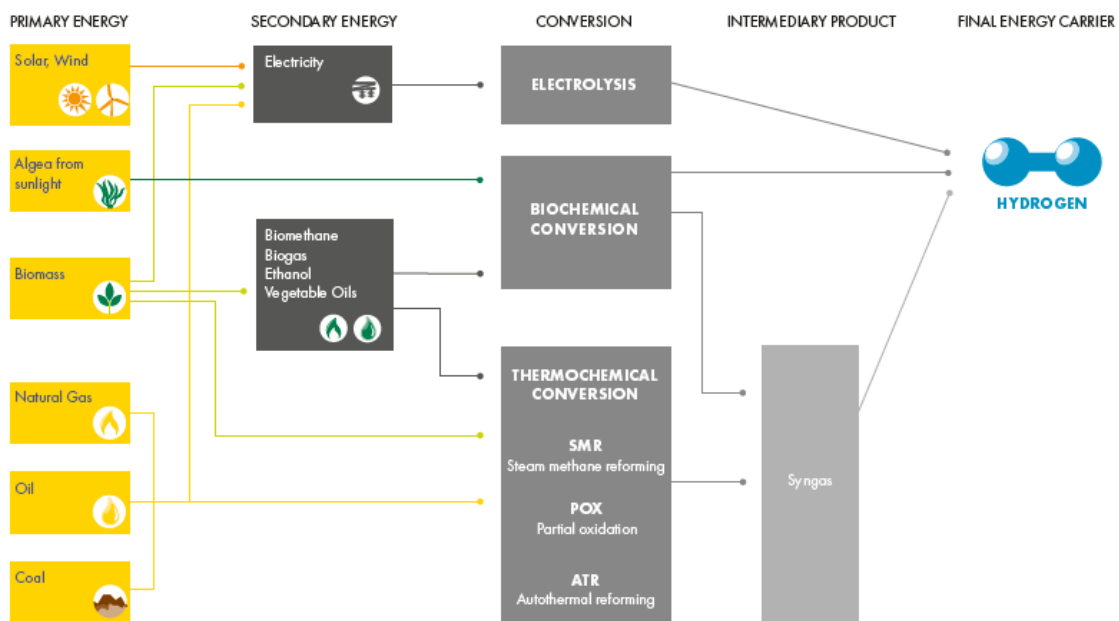 PRIMARY ENERGY
SECONDARY ENERGY
CONVERSION
INTERMEDIARY PRODUCT
FINAL ENERGY CARRIER
Solar, Wind
Electricity
ELECTROLYSIS
Algea from
sunlight
BIOCHEMICAL
CONVERSION
HYDROGEN
Biomass
Biomethane
Biogas
Ethanol
Vegetable Oils
Natural Gas
Oil
Coal
THERMOCHEMICAL
CONVERSION
SMR
Steam methane reforming
POX
Partial oxidation
ATR
Autothermal reforming
Syngas